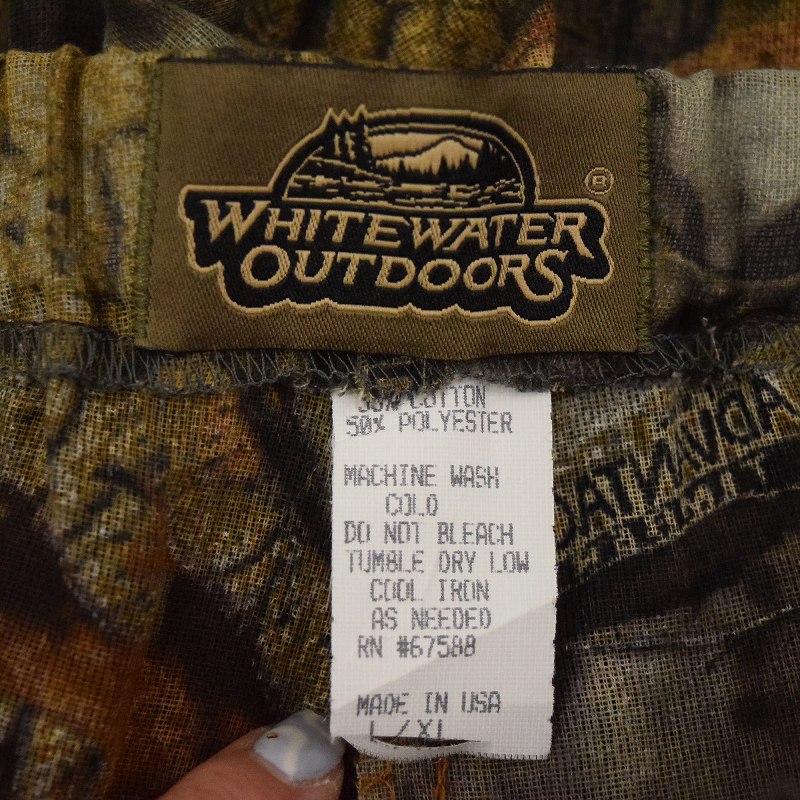 WHITEWATER
OUTDOORS
®
COTTON
50% POLYESTER
MACHINE WASH
COLD
DO NOT BLEACH
TUMBLE DRY LOW
COOL IRON
AS NEEDED
RN #67588
MADE IN USA
L/XL
ADVANTA